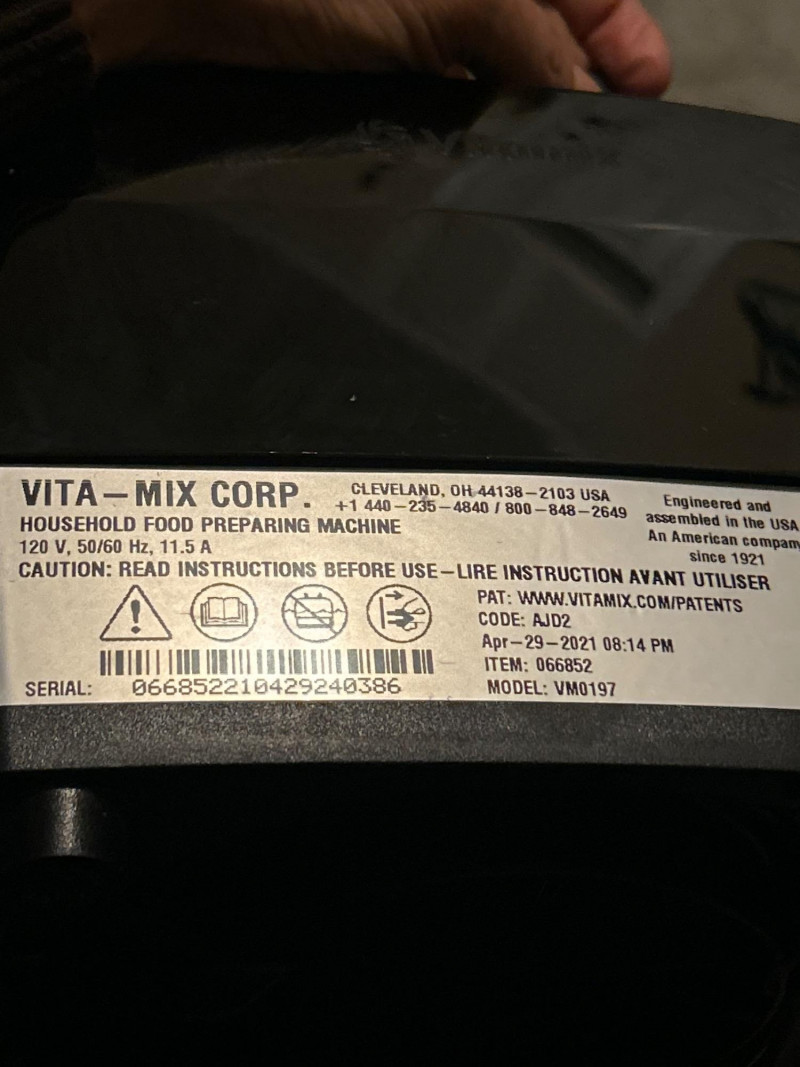 VITA-MIX CORP.
CLEVELAND, OH 44138-2103 USA
+1 440-235-4840 / 800-848-2649
HOUSEHOLD FOOD PREPARING MACHINE
120 V, 50/60 Hz, 11.5 A
CAUTION: READ INSTRUCTIONS BEFORE USE-LIRE INSTRUCTION AVANT UTILISER
Engineered and
assembled in the USA
An American company
since 1921
PAT: WWW.VITAMIX.COM/PATENTS
CODE: AJD2
Apr-29-2021 08:14 PM
ITEM: 066852
MODEL: VM0197
SERIAL: 066852210429240386